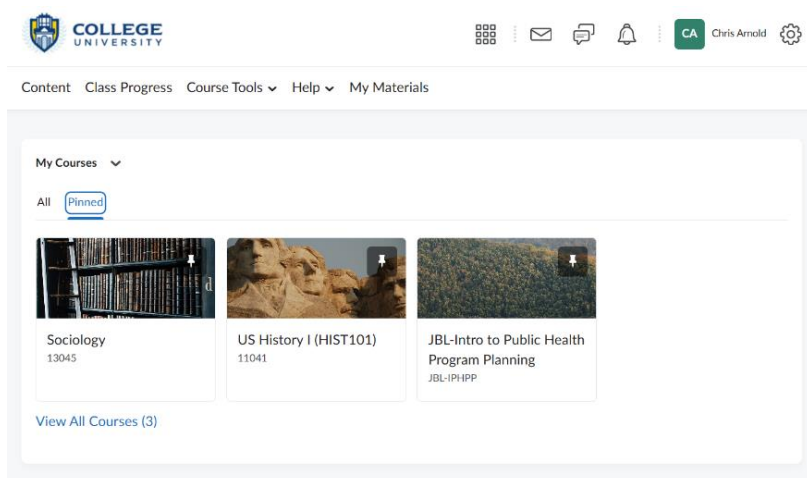 COLLEGE
UNIVERSITY
CA Chris Arnold
Content Class Progress Course Tools Help My Materials
My Courses
All Pinned
Sociology
13045
US History I (HIST101)
11041
JBL-Intro to Public Health
Program Planning
JBL-IPHPP
View All Courses (3)